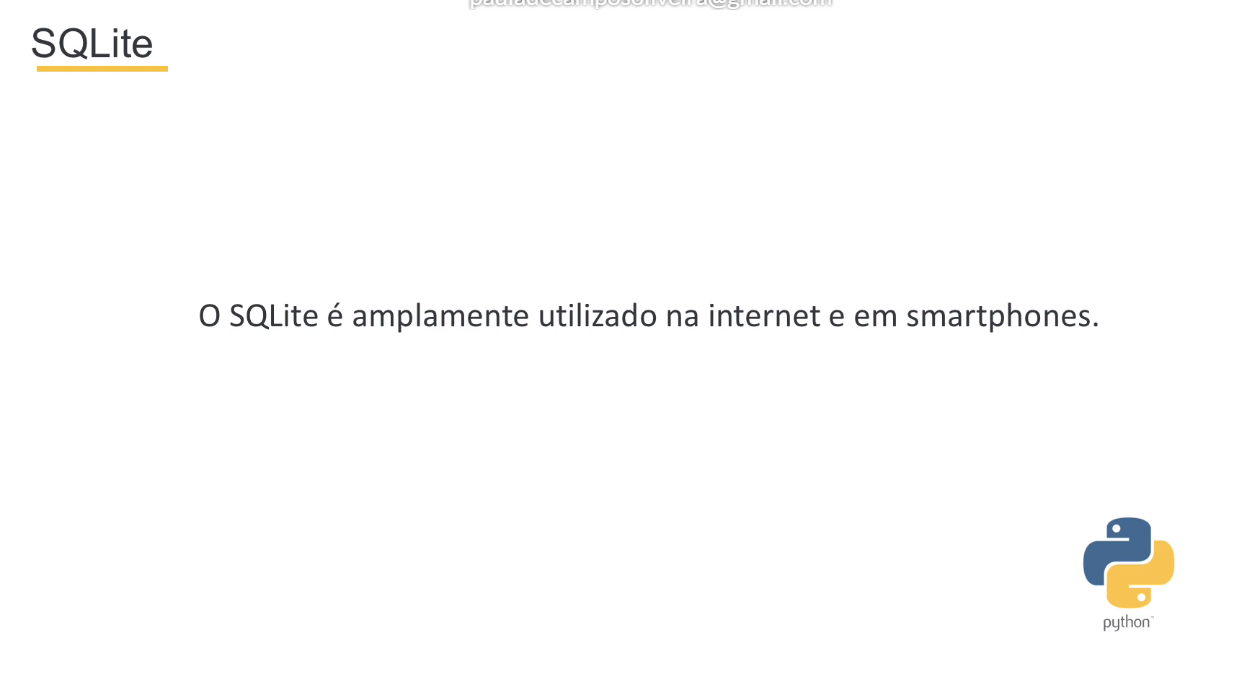 SQLite
O SQLite é amplamente utilizado na internet e em smartphones.
python